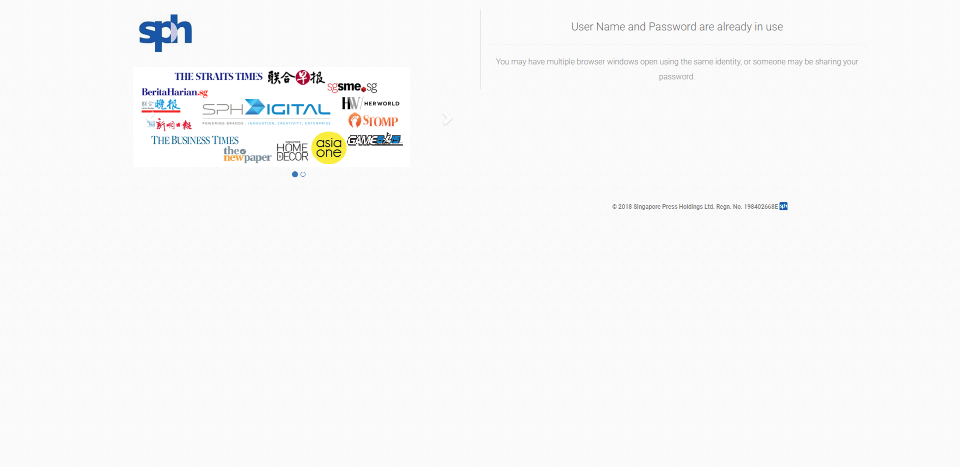 sph
THE STRAITS TIMES
联合早报
sgsme.sg
BeritaHarian.sg
联合晚报
SPH DIGITAL
POWERING BRANDS . INNOVATION, CREATIVITY, ENTERPRISE
HW HERWORLD
STOMP
新明日报
THE BUSINESS TIMES
the new paper
HOME DECOR
asia one
User Name and Password are already in use
You may have multiple browser windows open using the same identity, or someone may be sharing your
password.
© 2018 Singapore Press Holdings Ltd. Regn. No. 198402668E
sph